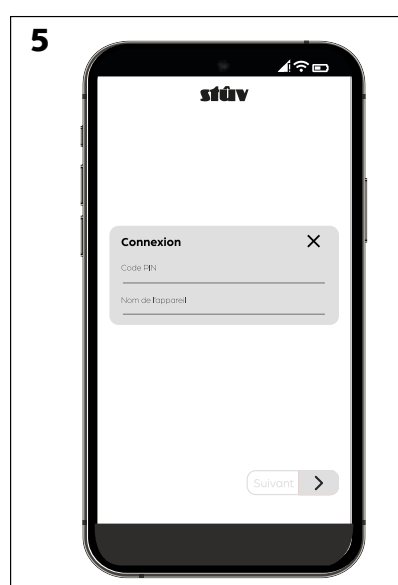 5
stûv
Connexion
Code PIN
Nom de l'appareil
Suivant